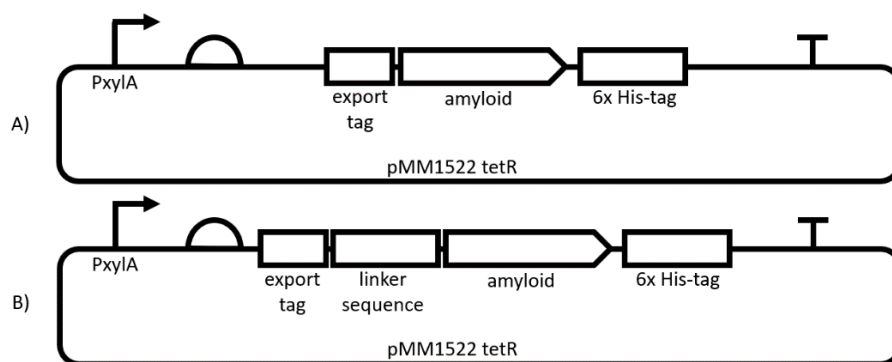 A)
PxylA
export tag
amyloid
6x His-tag
pMM1522 tetR
B)
PxylA
export tag
linker sequence
amyloid
6x His-tag
pMM1522 tetR